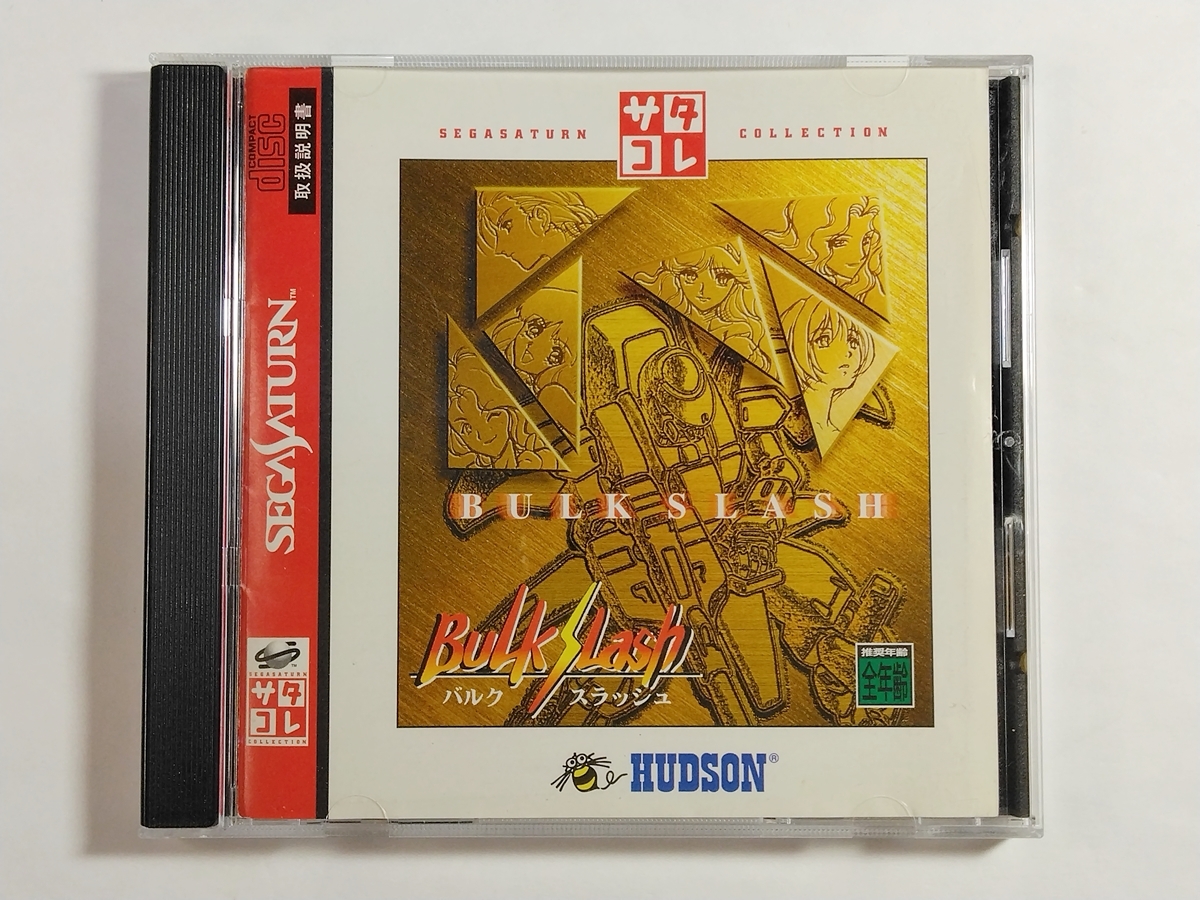 COMPACT
disc
取扱説明書
SEGASATURN™
™
SEGASATURN
サタ
コレ
COLLECTION
SEGASATURN
サタ
コレ
COLLECTION
BULK SLASH
Bulk Slash
バルク スラッシュ
推奨年齢
全年齢
HUDSON®